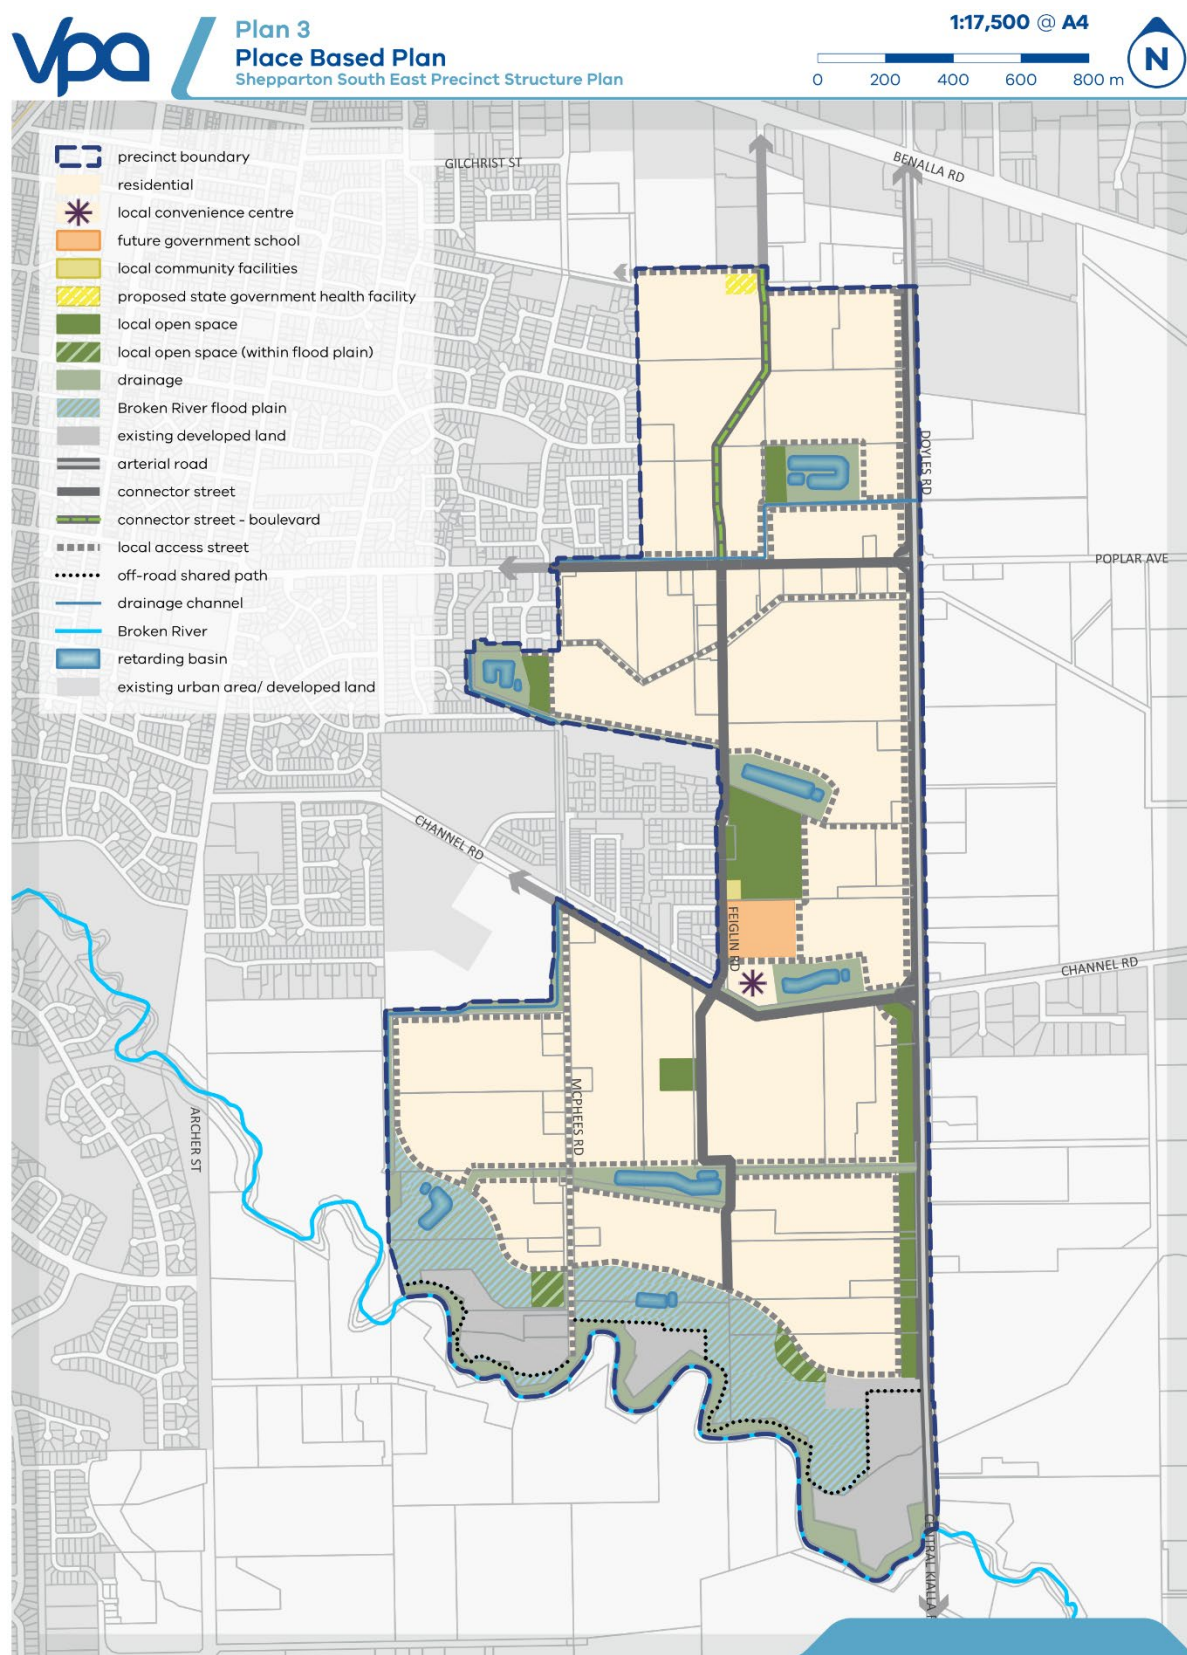 vpa
Plan 3
Place Based Plan
Shepparton South East Precinct Structure Plan
1:17,500 @ A4
0 200 400 600 800 m
N
precinct boundary
residential
local convenience centre
future government school
local community facilities
proposed state government health facility
local open space
local open space (within flood plain)
drainage
Broken River flood plain
existing developed land
arterial road
connector street
connector street - boulevard
local access street
off-road shared path
drainage channel
Broken River
retarding basin
existing urban area/ developed land
GILCHRIST ST
BENALLA RD
DOYLES RD
POPLAR AVE
CHANNEL RD
FEIGLIN RD
CHANNEL RD
MCPHEES RD
ARCHER ST
CENTRAL KIALLA